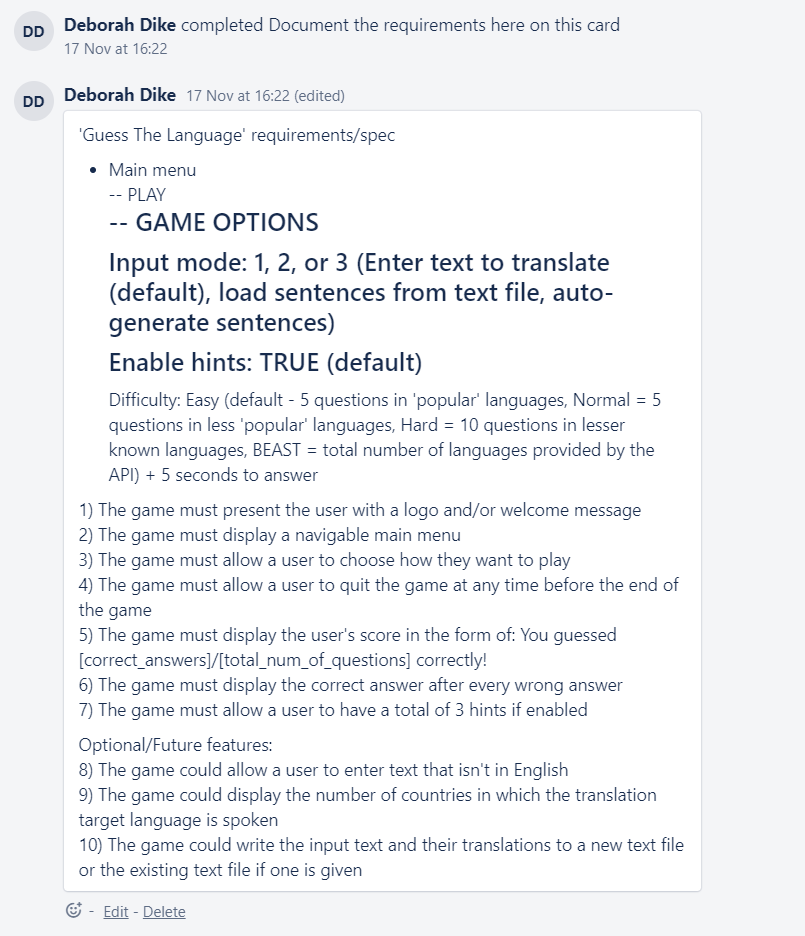 DD
Deborah Dike completed Document the requirements here on this card
17 Nov at 16:22
DD
Deborah Dike 17 Nov at 16:22 (edited)
'Guess The Language' requirements/spec
• Main menu
-- PLAY
-- GAME OPTIONS
Input mode: 1, 2, or 3 (Enter text to translate
(default), load sentences from text file, auto-
generate sentences)
Enable hints: TRUE (default)
Difficulty: Easy (default - 5 questions in 'popular' languages, Normal = 5
questions in less 'popular' languages, Hard = 10 questions in lesser
known languages, BEAST = total number of languages provided by the
API) + 5 seconds to answer
1) The game must present the user with a logo and/or welcome message
2) The game must display a navigable main menu
3) The game must allow a user to choose how they want to play
4) The game must allow a user to quit the game at any time before the end of
the game
5) The game must display the user's score in the form of: You guessed
[correct_answers]/[total_num_of_questions] correctly!
6) The game must display the correct answer after every wrong answer
7) The game must allow a user to have a total of 3 hints if enabled
Optional/Future features:
8) The game could allow a user to enter text that isn't in English
9) The game could display the number of countries in which the translation
target language is spoken
10) The game could write the input text and their translations to a new text file
or the existing text file if one is given
- Edit - Delete